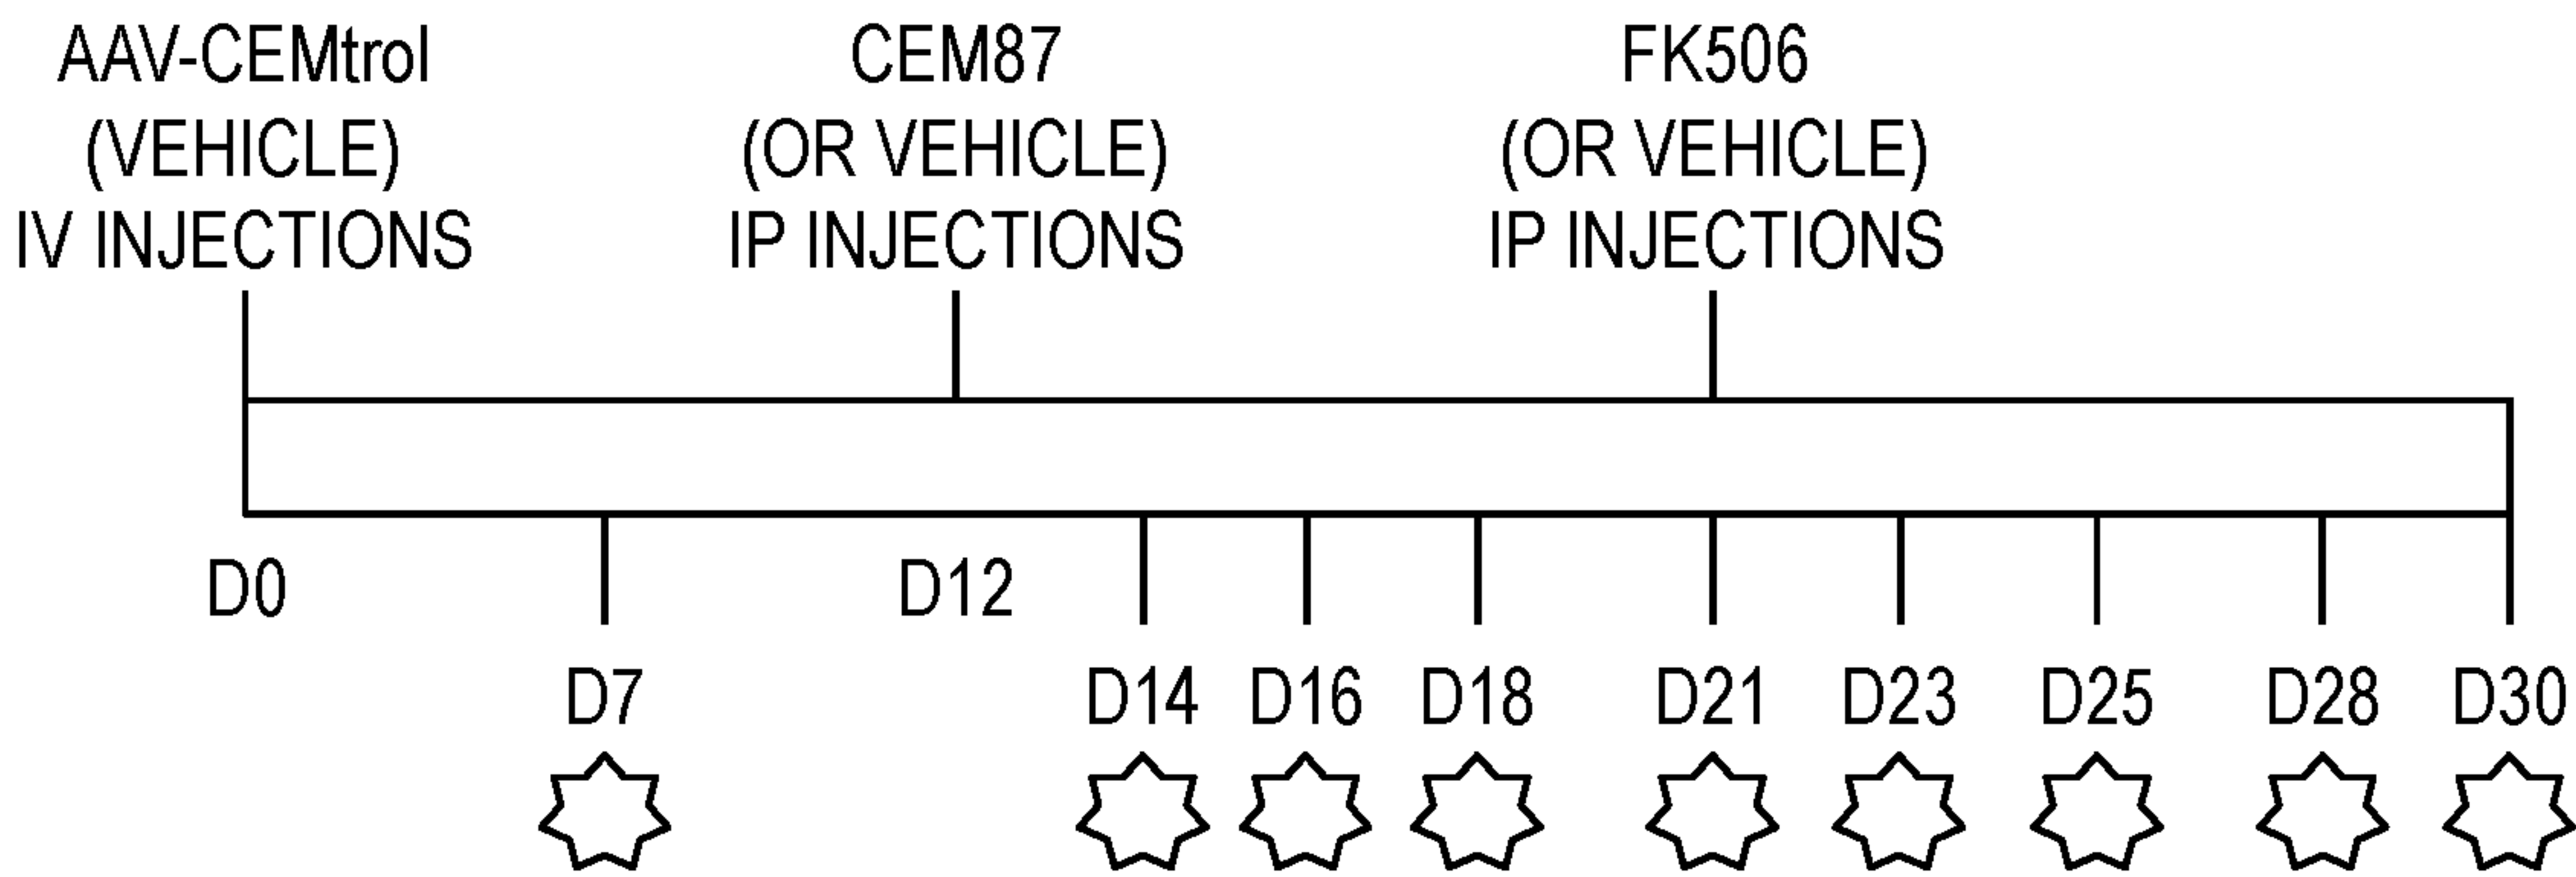 AAV-CEMtrol
(VEHICLE)
IV INJECTIONS
CEM87
(OR VEHICLE)
IP INJECTIONS
FK506
(OR VEHICLE)
IP INJECTIONS
D0
D12
D7
D14
D16
D18
D21
D23
D25
D28
D30